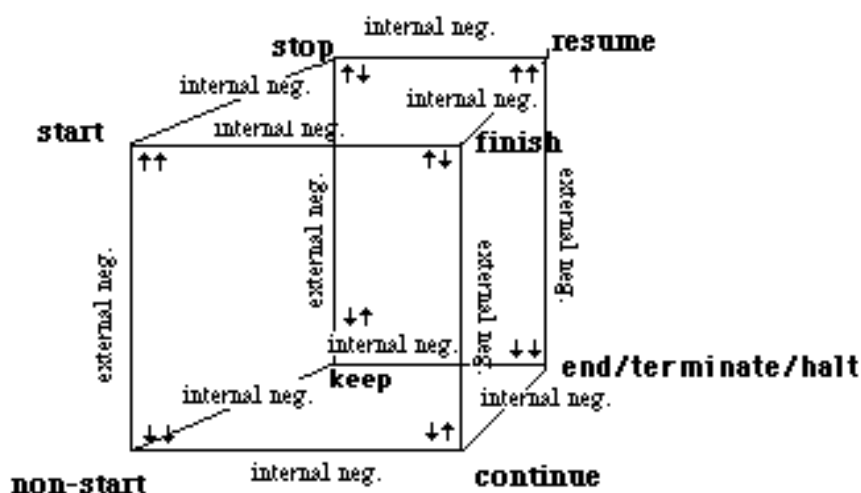 internal neg.
stop
resume
↑↓
↑↑
internal neg.
internal neg.
start
internal neg.
finish
↑↑
↑↓
external neg.
external neg.
external neg.
external neg.
↓↑
internal neg.
↓↓
keep
end/terminate/halt
internal neg.
internal neg.
↓↓
↓↑
non-start
internal neg.
continue